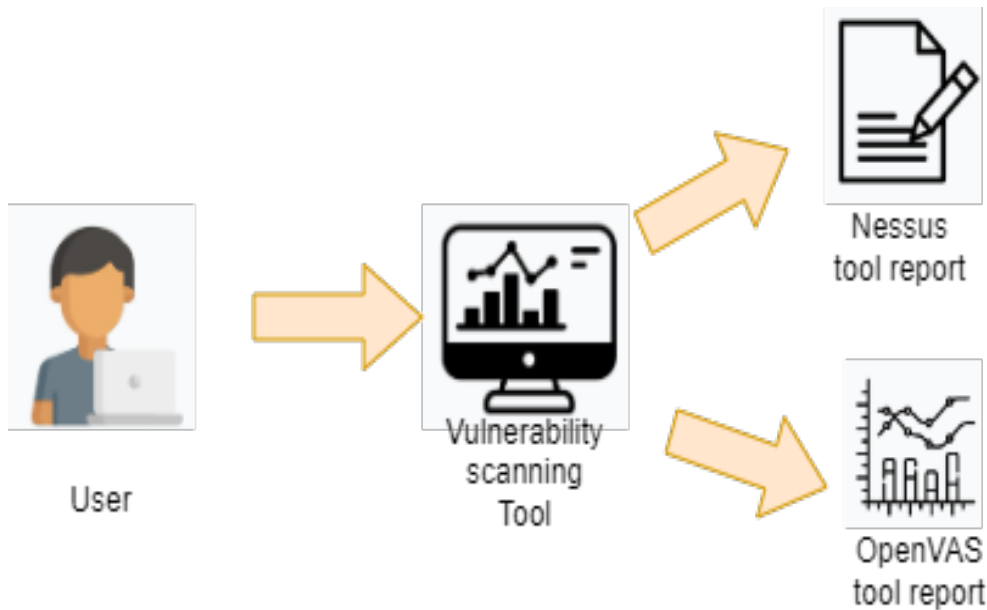 User
Vulnerability
scanning
Tool
Nessus
tool report
OpenVAS
tool report